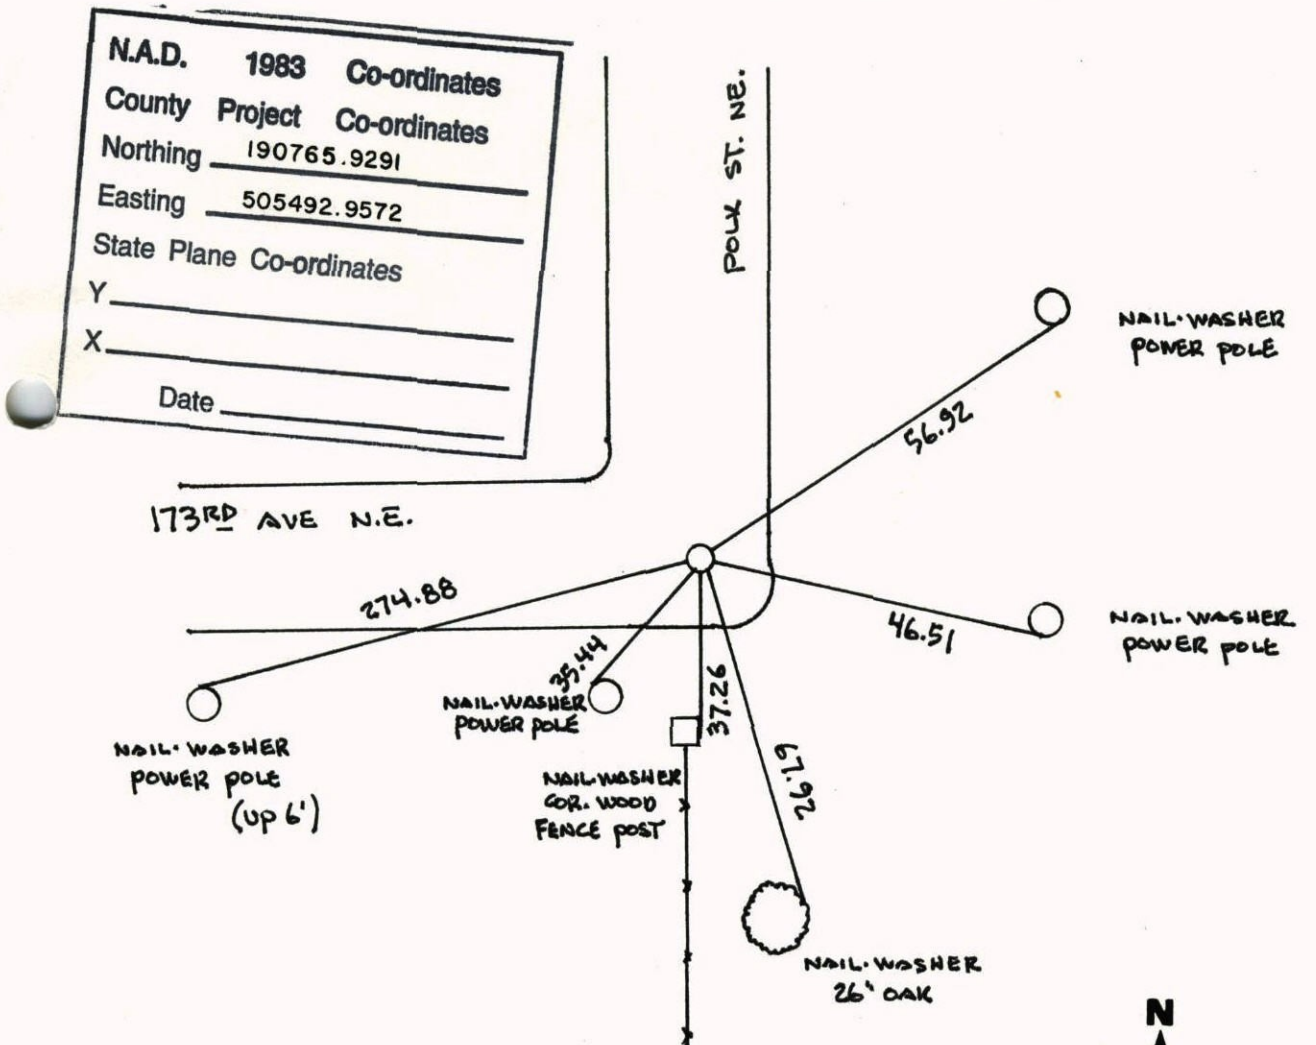 N.A.D. 1983 Co-ordinates
County Project Co-ordinates
Northing 190765.9291
Easting 505492.9572
State Plane Co-ordinates
Y
X
Date
POLK ST. NE.
173RD AVE N.E.
NAIL·WASHER
POWER POLE
56.92
274.88
46.51
NAIL·WASHER
POWER POLE
35.44
37.26
67.92
NAIL·WASHER
POWER POLE
NAIL·WASHER
POWER POLE
(UP 6')
NAIL·WASHER
COR. WOOD
FENCE POST
NAIL·WASHER
26" OAK
N